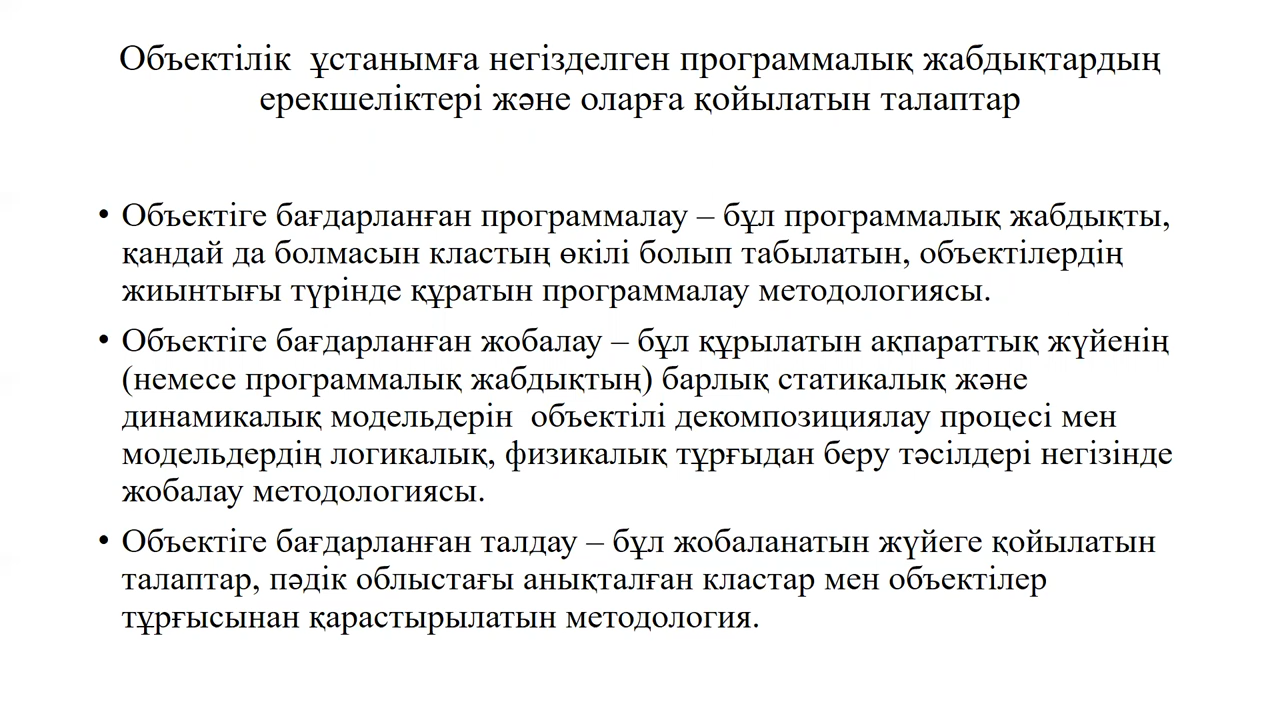 Объектілік ұстанымға негізделген программалық жабдықтардың
ерекшеліктері және оларға қойылатын талаптар
• Объектіге бағдарланған программалау – бұл программалық жабдықты,
қандай да болмасын кластың өкілі болып табылатын, объектілердің
жиынтығы түрінде құратын программалау методологиясы.
• Объектіге бағдарланған жобалау – бұл құрылатын ақпараттық жүйенің
(немесе программалық жабдықтың) барлық статикалық және
динамикалық модельдерін объектілі декомпозициялау процесі мен
модельдердің логикалық, физикалық тұрғыдан беру тәсілдері негізінде
жобалау методологиясы.
• Объектіге бағдарланған талдау – бұл жобаланатын жүйеге қойылатын
талаптар, пәдік облыстағы анықталған кластар мен объектілер
тұрғысынан қарастырылатын методология.